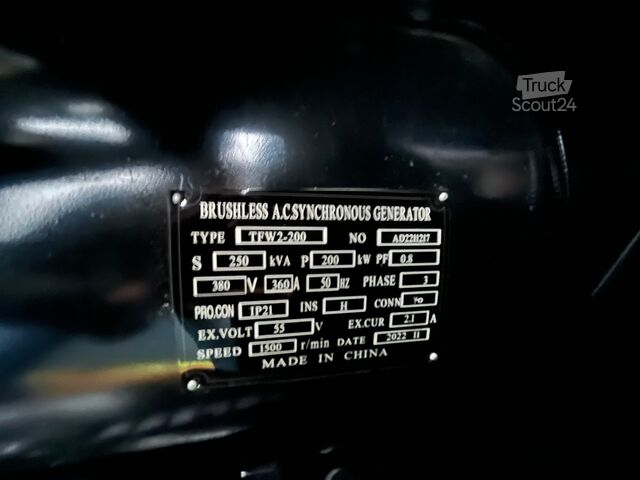 Truck
Scout24
BRUSHLESS A.C.SYNCHRONOUS GENERATOR
TYPE TFW2-200 NO AD2211217
S 250 kVA P 200 kW PF 0.8
380 V 360 A 50 HZ PHASE 3
PRO.CON IP21 INS H CONN Yo
EX.VOLT 55 V EX.CUR 2.1 A
SPEED 1500 r/min DATE 2022 11
MADE IN CHINA